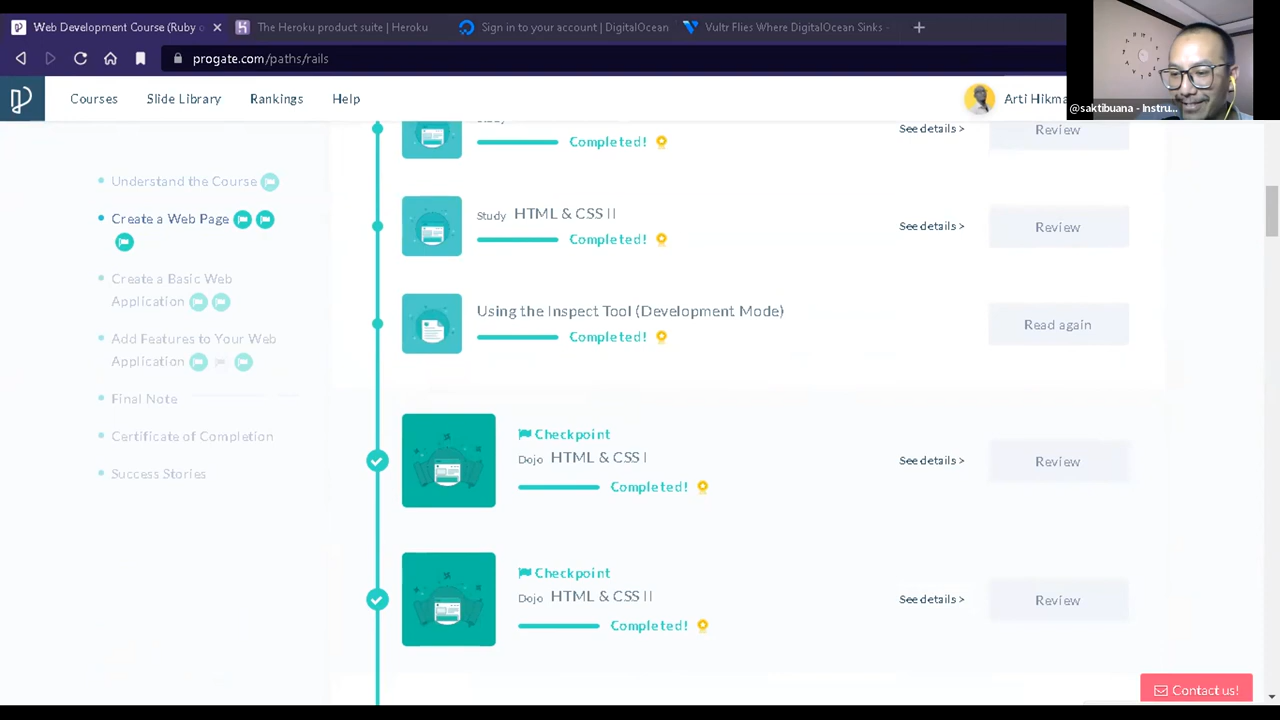 Web Development Course (Ruby o
The Heroku product suite | Heroku
Sign in to your account | DigitalOcean
Vultr Flies Where DigitalOcean Sinks -
progate.com/paths/rails
@saktibuana - Instru...
Courses
Slide Library
Rankings
Help
Arti Hikma
Completed!
See details >
Review
Understand the Course
Create a Web Page
Create a Basic Web
Application
Add Features to Your Web
Application
Final Note
Certificate of Completion
Success Stories
Study HTML & CSS II
Completed!
See details >
Review
Using the Inspect Tool (Development Mode)
Completed!
Read again
Checkpoint
Dojo HTML & CSS I
Completed!
See details >
Review
Checkpoint
Dojo HTML & CSS II
Completed!
See details >
Review
Contact us!